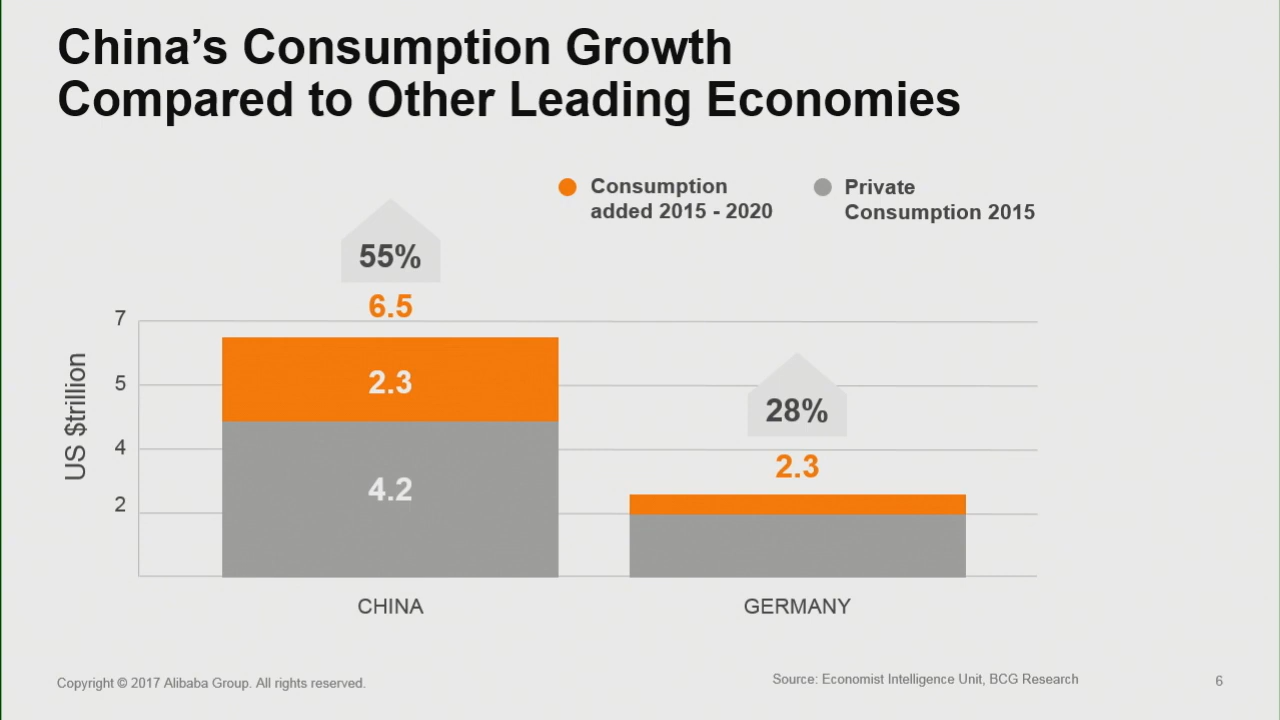 China’s Consumption Growth
Compared to Other Leading Economies
Consumption
added 2015 - 2020
Private
Consumption 2015
55%
6.5
7
2.3
5
28%
US $trillion
4
2.3
4.2
2
CHINA
GERMANY
Copyright © 2017 Alibaba Group. All rights reserved.
Source: Economist Intelligence Unit, BCG Research
6